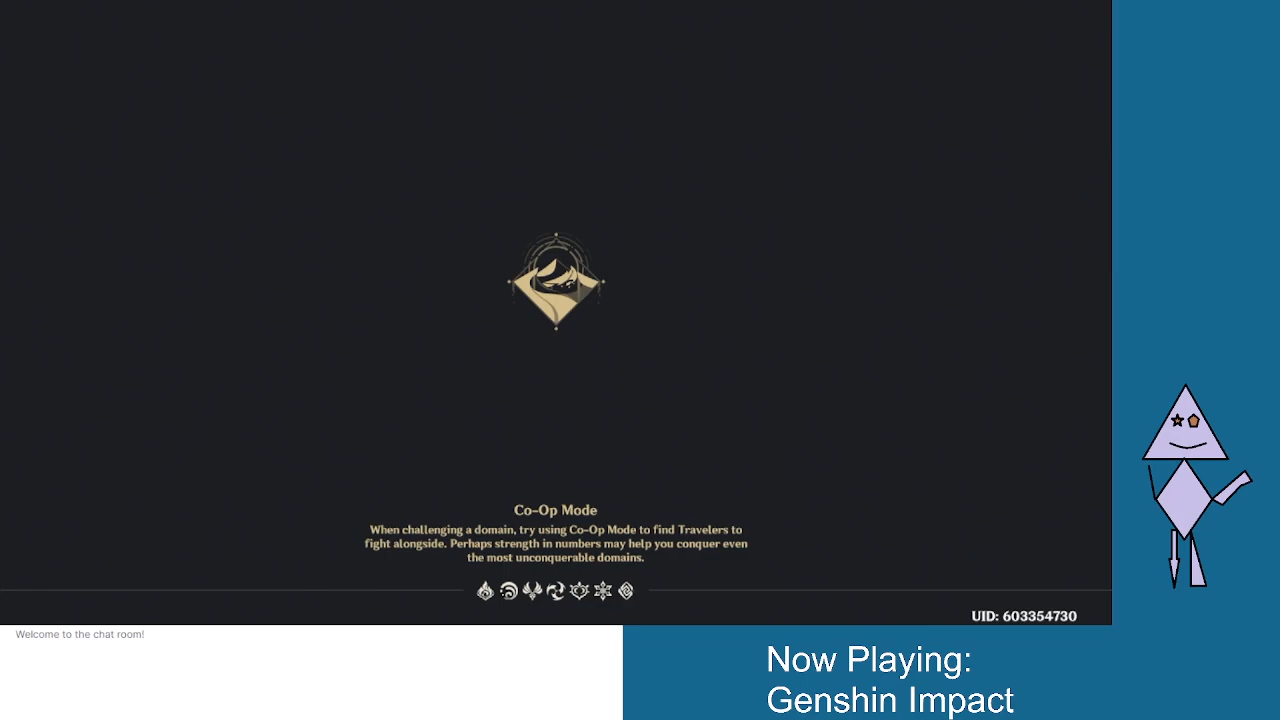 Co-Op Mode
When challenging a domain, try using Co-Op Mode to find Travelers to
fight alongside. Perhaps strength in numbers may help you conquer even
the most unconquerable domains.
UID: 603354730
Welcome to the chat room!
Now Playing:
Genshin Impact